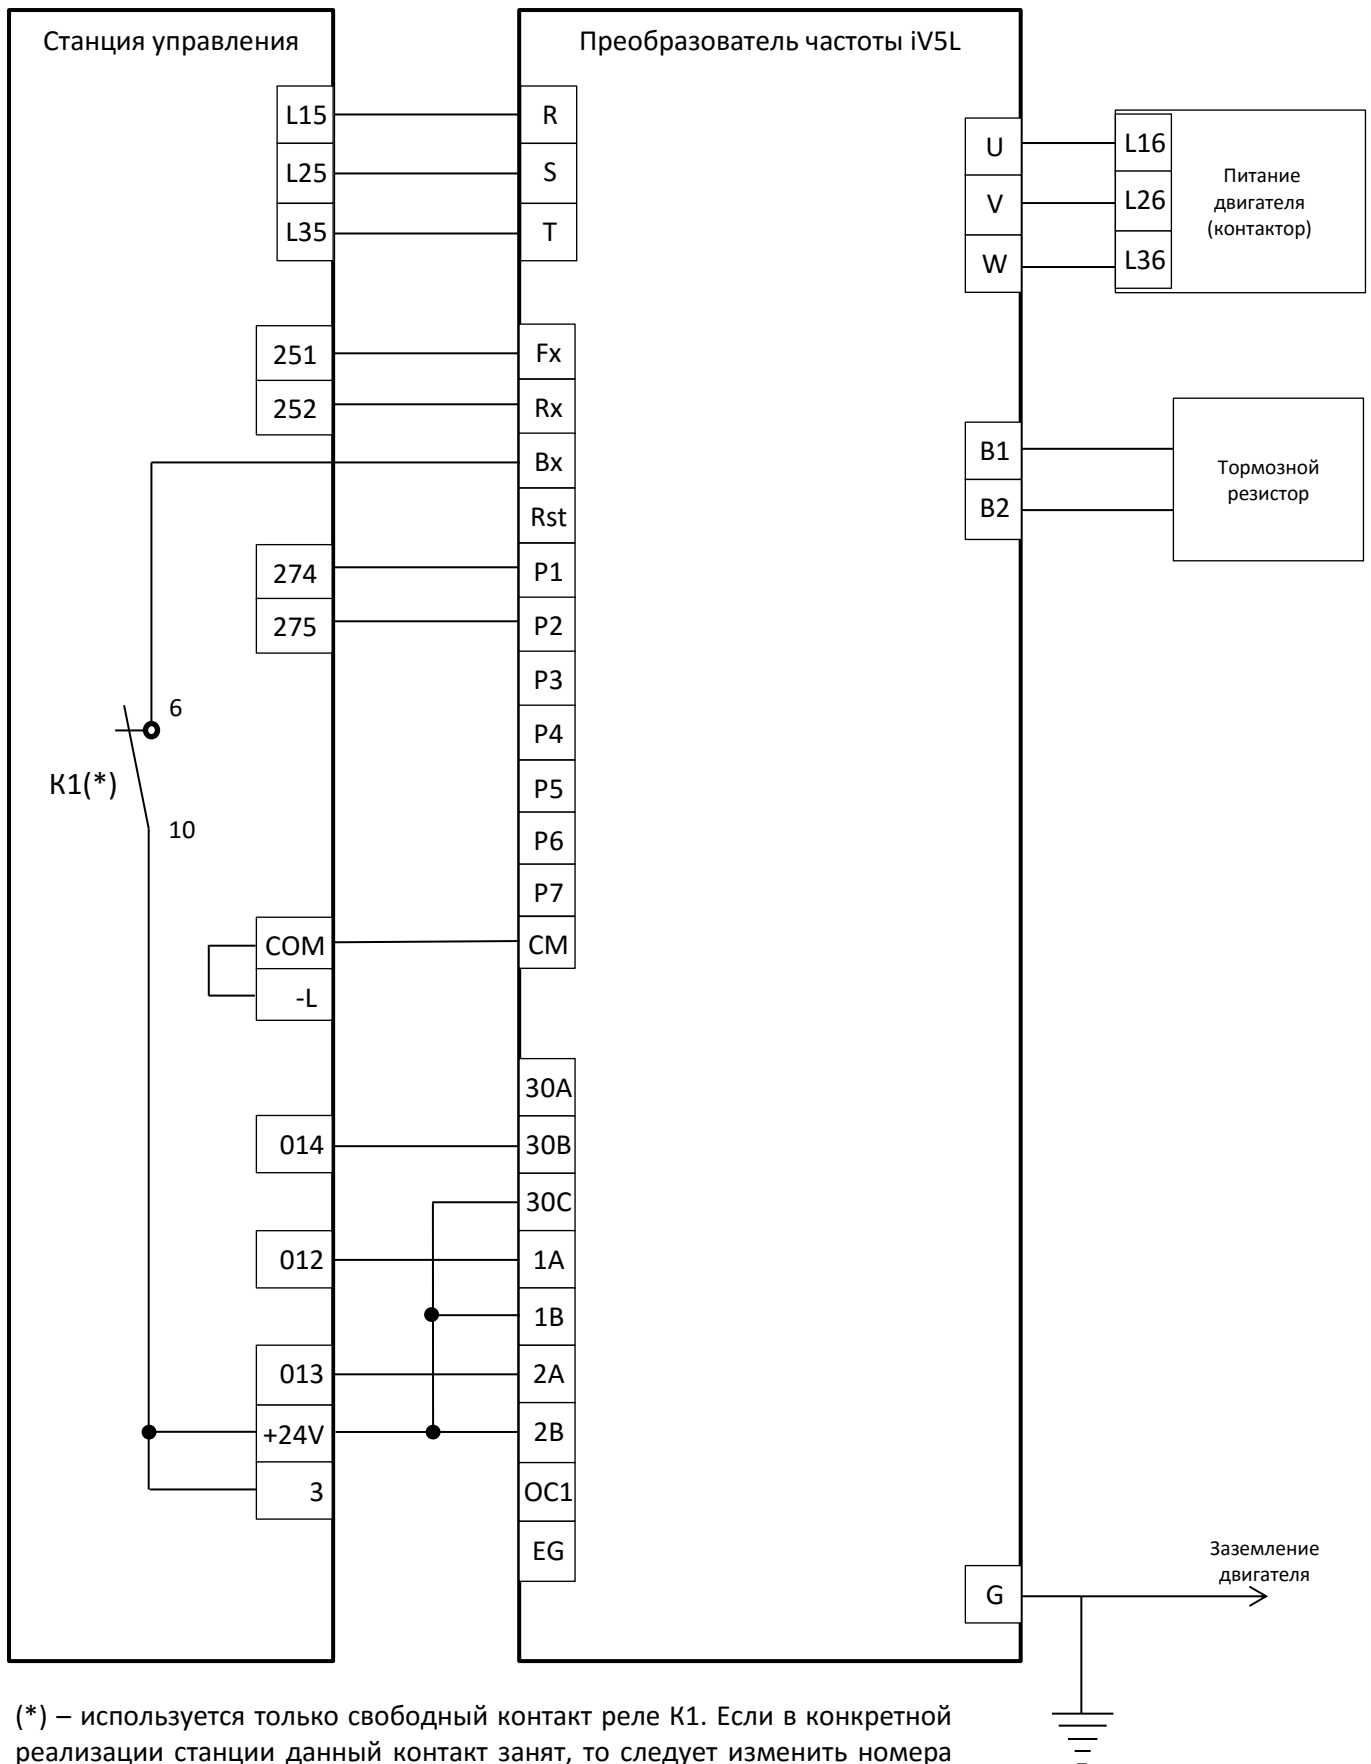 Станция управления
Преобразователь частоты iV5L
L15
R
L25
S
L35
T
U
L16
V
L26
W
L36
Питание
двигателя
(контактор)
251
Fx
252
Rx
Bx
Rst
274
P1
275
P2
P3
P4
P5
P6
P7
B1
B2
Тормозной
резистор
6
К1(*)
10
COM
CM
-L
30A
014
30B
30C
012
1A
1B
013
2A
+24V
2B
3
OC1
EG
G
Заземление
двигателя
(*) – используется только свободный контакт реле К1. Если в конкретной
реализации станции данный контакт занят, то следует изменить номера